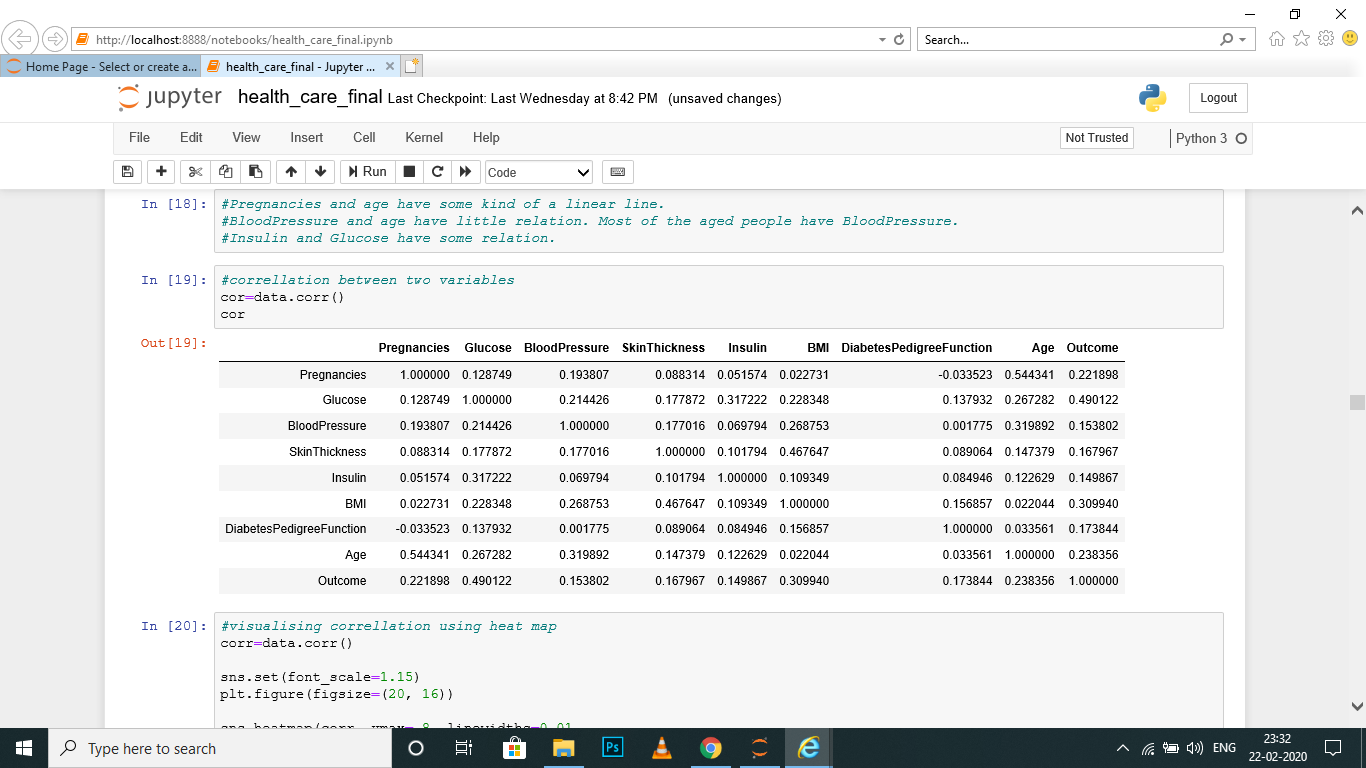 http://localhost:8888/notebooks/health_care_final.ipynb
Search...
Home Page - Select or create a...
health_care_final - Jupyter ...
jupyter health_care_final Last Checkpoint: Last Wednesday at 8:42 PM (unsaved changes)
Logout
File Edit View Insert Cell Kernel Help
Not Trusted
Python 3
Run
Code
In [18]: #Pregnancies and age have some kind of a linear line.
#BloodPressure and age have little relation. Most of the aged people have BloodPressure.
#Insulin and Glucose have some relation.
In [19]: #correllation between two variables
cor=data.corr()
cor
Out[19]:
Pregnancies Glucose BloodPressure SkinThickness Insulin BMI DiabetesPedigreeFunction Age Outcome
Pregnancies 1.000000 0.128749 0.193807 0.088314 0.051574 0.022731 -0.033523 0.544341 0.221898
Glucose 0.128749 1.000000 0.214426 0.177872 0.317222 0.228348 0.137932 0.267282 0.490122
BloodPressure 0.193807 0.214426 1.000000 0.177016 0.069794 0.268753 0.001775 0.319892 0.153802
SkinThickness 0.088314 0.177872 0.177016 1.000000 0.101794 0.467647 0.089064 0.147379 0.167967
Insulin 0.051574 0.317222 0.069794 0.101794 1.000000 0.109349 0.084946 0.122629 0.149867
BMI 0.022731 0.228348 0.268753 0.467647 0.109349 1.000000 0.156857 0.022044 0.309940
DiabetesPedigreeFunction -0.033523 0.137932 0.001775 0.089064 0.084946 0.156857 1.000000 0.033561 0.173844
Age 0.544341 0.267282 0.319892 0.147379 0.122629 0.022044 0.033561 1.000000 0.238356
Outcome 0.221898 0.490122 0.153802 0.167967 0.149867 0.309940 0.173844 0.238356 1.000000
In [20]: #visualising correllation using heat map
corr=data.corr()
sns.set(font_scale=1.15)
plt.figure(figsize=(20, 16))
Type here to search
Ps
ENG
23:32
22-02-2020